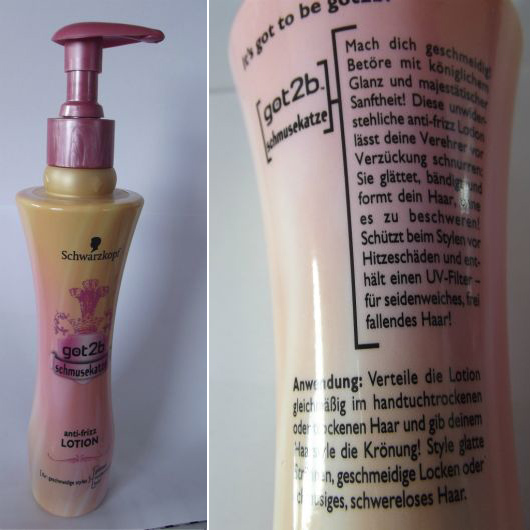 Schwarzkopf
got2b
schmusekatze
anti-frizz
LOTION
[für geschmeidige styles]
It's got to be got2b!
got2b
[schmusekatze]
Mach dich geschmeidig!
Betöre mit königlichem
Glanz und majestätischer
Sanftheit! Diese unwider-
stehliche anti-frizz Lotion
lässt deine Verehrer vor
Verzückung schnurren:
Sie glättet, bändigt und
formt dein Haar, ohne
es zu beschweren!
Schützt beim Stylen vor
Hitzeschäden und ent-
hält einen UV-Filter –
für seidenweiches, frei
fallendes Haar!
Anwendung: Verteile die Lotion
gleichmäßig im handtuchtrockenen
oder trockenen Haar und gib deinem
Haarstyle die Krönung! Style glatte
Strähnen, geschmeidige Locken oder
lausiges, schwereloses Haar.